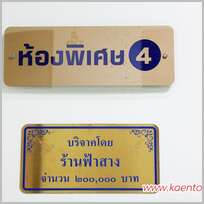 ห้องพิเศษ 4
บริจาคโดย
ร้านฟ้าสาง
จำนวน ๒๐๐,๐๐๐ บาท
www.kaento